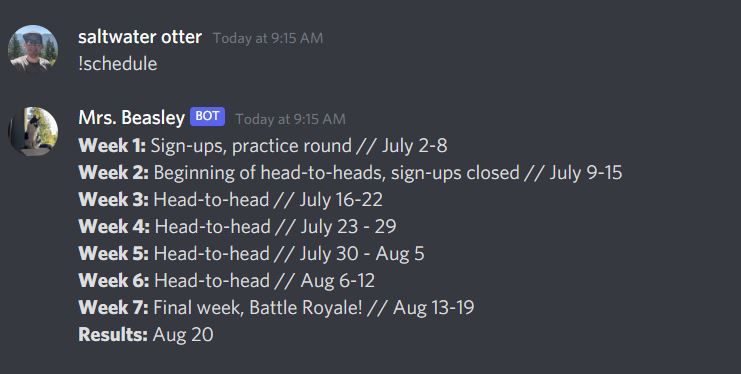 saltwater otter Today at 9:15 AM
!schedule
Mrs. Beasley BOT Today at 9:15 AM
Week 1: Sign-ups, practice round // July 2-8
Week 2: Beginning of head-to-heads, sign-ups closed // July 9-15
Week 3: Head-to-head // July 16-22
Week 4: Head-to-head // July 23 - 29
Week 5: Head-to-head // July 30 - Aug 5
Week 6: Head-to-head // Aug 6-12
Week 7: Final week, Battle Royale! // Aug 13-19
Results: Aug 20